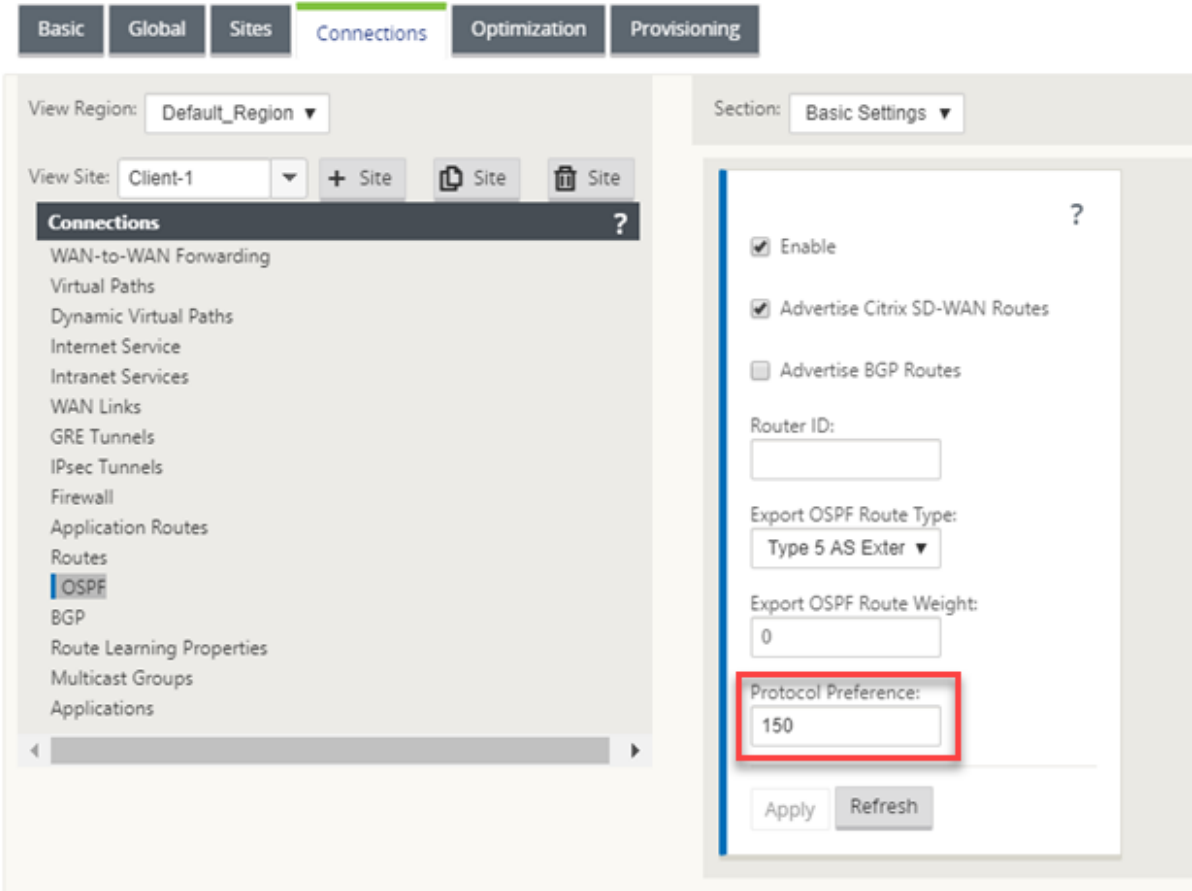 Basic Global Sites Connections Optimization Provisioning
View Region: Default_Region ▼
View Site: Client-1 + Site Site Site
Connections ?
WAN-to-WAN Forwarding
Virtual Paths
Dynamic Virtual Paths
Internet Service
Intranet Services
WAN Links
GRE Tunnels
IPsec Tunnels
Firewall
Application Routes
Routes
OSPF
BGP
Route Learning Properties
Multicast Groups
Applications
Section: Basic Settings ▼
?
Enable
Advertise Citrix SD-WAN Routes
Advertise BGP Routes
Router ID:
Export OSPF Route Type:
Type 5 AS Exter ▼
Export OSPF Route Weight:
0
Protocol Preference:
150
Apply Refresh